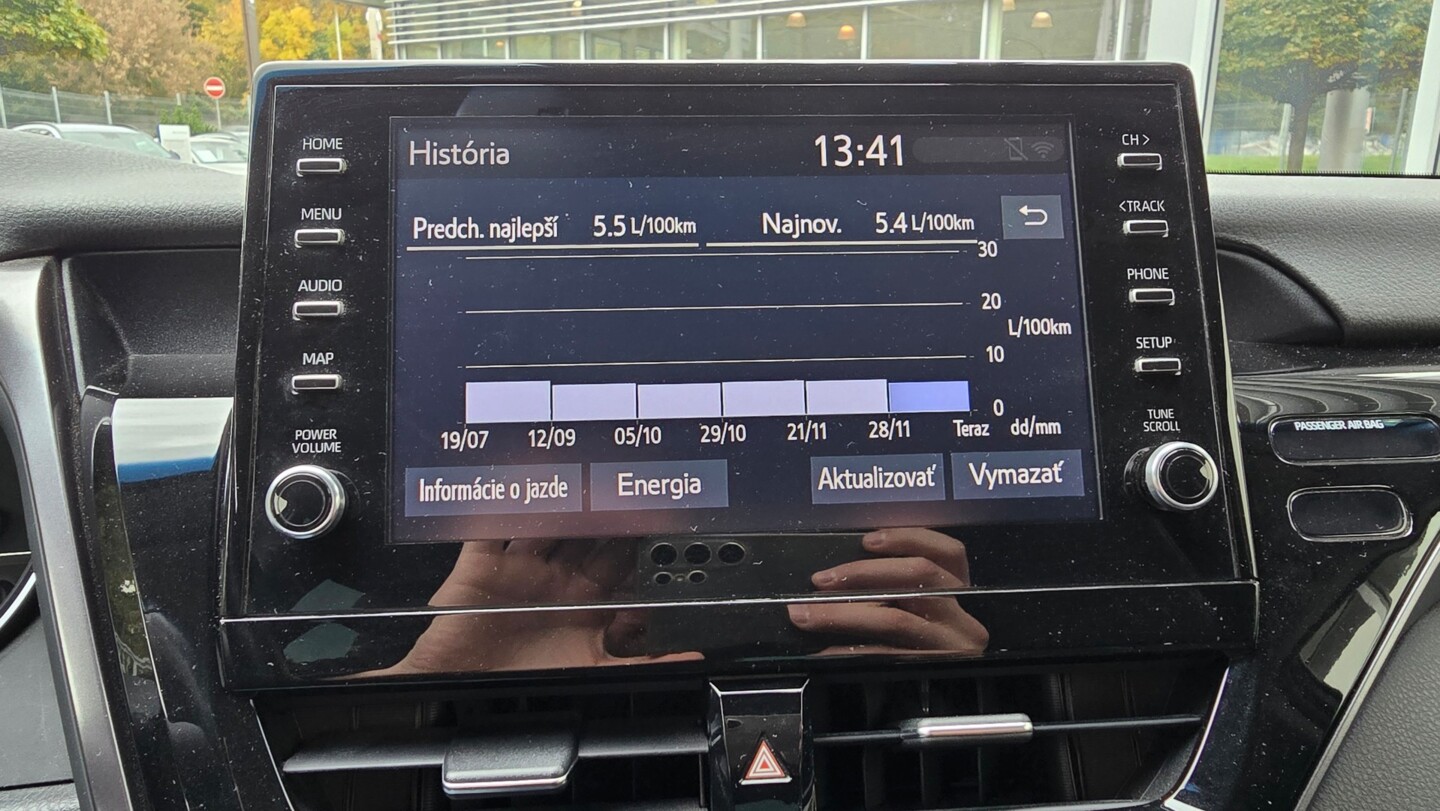 HOME
MENU
AUDIO
MAP
POWER
VOLUME
História
13:41
Predch. najlepší 5.5 L/100km
Najnov. 5.4 L/100km
30
20
L/100km
10
0
19/07 12/09 05/10 29/10 21/11 28/11 Teraz dd/mm
Informácie o jazde
Energia
Aktualizovať
Vymazať
CH >
<TRACK
PHONE
SETUP
TUNE
SCROLL
PASSENGER AIR BAG